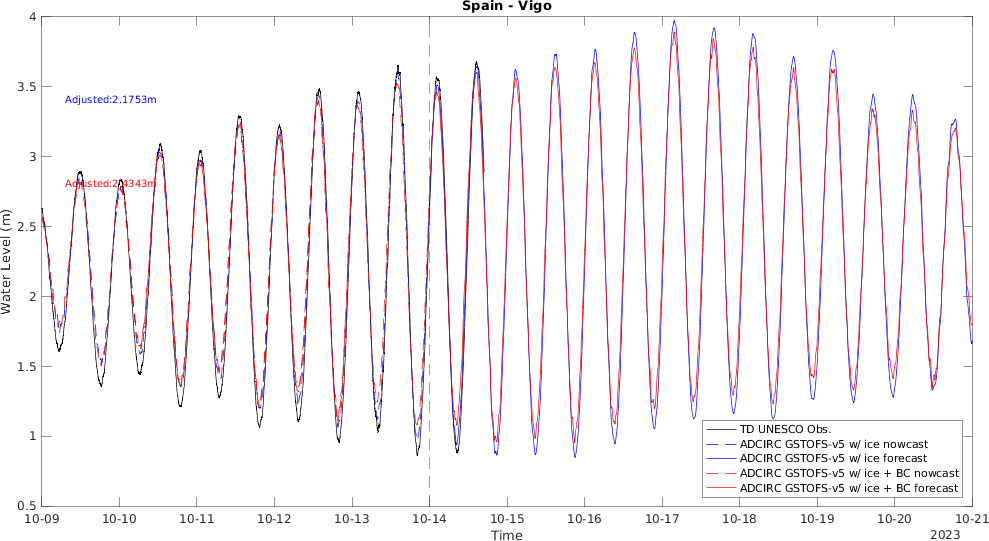 Spain - Vigo
4
3.5
3
2.5
2
1.5
1
0.5
Water Level (m)
Adjusted:2.1753m
Adjusted:2.4343m
TD UNESCO Obs.
ADCIRC GSTOFS-v5 w/ ice nowcast
ADCIRC GSTOFS-v5 w/ ice forecast
ADCIRC GSTOFS-v5 w/ ice + BC nowcast
ADCIRC GSTOFS-v5 w/ ice + BC forecast
10-09 10-10 10-11 10-12 10-13 10-14 10-15 10-16 10-17 10-18 10-19 10-20 10-21
Time
2023